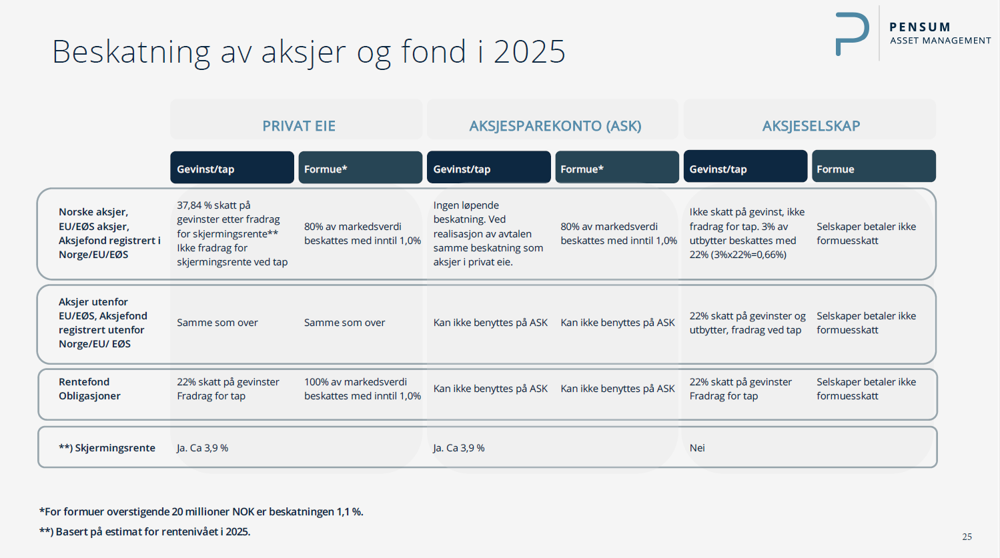 PENSUM
ASSET MANAGEMENT
Beskatning av aksjer og fond i 2025
PRIVAT EIE
AKSJESPAREKONTO (ASK)
AKSJESELSKAP
Gevinst/tap
Formue*
Gevinst/tap
Formue*
Gevinst/tap
Formue
Norske aksjer,
EU/EØS aksjer,
Aksjefond registrert i
Norge/EU/EØS
37,84 % skatt på
gevinster etter fradrag
for skjermingsrente**
Ikke fradrag for
skjermingsrente ved tap
80% av markedsverdi
beskattes med inntil 1,0%
Ingen løpende
beskatning. Ved
realisasjon av avtalen
samme beskatning som
aksjer i privat eie.
80% av markedsverdi
beskattes med inntil 1,0%
Ikke skatt på gevinst, ikke
fradrag for tap. 3% av
utbytter beskattes med
22% (3%x22%=0,66%)
Selskaper betaler ikke
formuesskatt
Aksjer utenfor
EU/EØS, Aksjefond
registrert utenfor
Norge/EU/ EØS
Samme som over
Samme som over
Kan ikke benyttes på ASK
Kan ikke benyttes på ASK
22% skatt på gevinster og
utbytter, fradrag ved tap
Selskaper betaler ikke
formuesskatt
Rentefond
Obligasjoner
22% skatt på gevinster
Fradrag for tap
100% av markedsverdi
beskattes med inntil 1,0%
Kan ikke benyttes på ASK
Kan ikke benyttes på ASK
22% skatt på gevinster
Fradrag for tap
Selskaper betaler ikke
formuesskatt
**) Skjermingsrente
Ja. Ca 3,9 %
Ja. Ca 3,9 %
Nei
*For formuer overstigende 20 millioner NOK er beskatningen 1,1 %.
**) Basert på estimat for rentenivået i 2025.
25